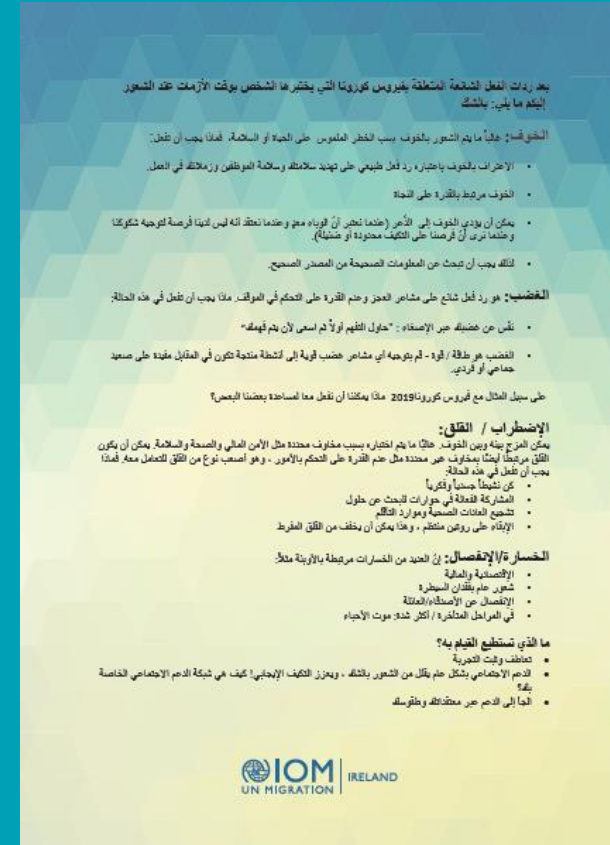 بعد ردات الفعل الشائعة المتعلقة بفيروس كورونا التي يختبرها الشخص بوقت الأزمات عند الشعور
إليكم ما يلي: بالشك
الخوف: غالباً ما يتم الشعور بالخوف بسبب الخطر الملموس على الحياة أو السلامة، فماذا يجب أن تفعل:
• الاعتراف بالخوف باعتباره رد فعل طبيعي على تهديد سلامتك وسلامة الموظفين وزملائك في العمل.
• الخوف مرتبط بالقدرة على النجاة
• يمكن أن يؤدي الخوف إلى الذُعر (عندما نعتبر أنّ الوباء معدٍ وعندما نعتقد أنه ليس لدينا فرصة لتوجيه شكوكنا
وعندما نرى أنّ فرصنا على التكيف محدودة أو ضئيلة).
• لذلك يجب أن تبحث عن المعلومات الصحيحة من المصدر الصحيح.
الغضب: هو رد فعل شائع على مشاعر العجز وعدم القدرة على التحكم في الموقف. ماذا يجب أن تفعل في هذه الحالة:
• نفّس عن غضبك عبر الإصغاء : "حاول التفهم أولاً ثم اسعى لأن يتم فهمك"
• الغضب هو طاقة / قوة - قم بتوجيه أي مشاعر غضب قوية إلى أنشطة منتجة تكون في المقابل مفيدة على صعيد
جماعي أو فردي.
على سبيل المثال مع فيروس كورونا2019 ماذا يمكننا أن نفعل معا لمساعدة بعضنا البعض؟
الإضطراب / القلق:
يمكن المزج بينه وبين الخوف. غالبًا ما يتم اختباره بسبب مخاوف محددة مثل الأمن المالي والصحة والسلامة. يمكن أن يكون
القلق مرتبطًا أيضًا بمخاوف غير محددة مثل عدم القدرة على التحكم بالأمور ، وهو أصعب نوع من القلق للتعامل معه. فماذا
يجب أن تفعل في هذه الحالة:
• كن نشيطاً جسدياً وفكرياً
• المشاركة الفعالة في حوارات للبحث عن حلول
• تشجيع العادات الصحية وموارد التأقلم
• الإبقاء على روتين منتظم ، وهذا يمكن أن يخفف من القلق المفرط
الخسارة/الإنفصال: إنّ العديد من الخسارات مرتبطة بالأوبئة مثلاً:
• الإقتصادية والمالية
• شعور عام بفقدان السيطرة
• الإنفصال عن الأصدقاء/العائلة
• في المراحل المتأخرة / أكثر شدة: موت الأحباء
ما الذي تستطيع القيام به؟
• تعاطف وثبت التجربة
• الدعم الاجتماعي بشكل عام يقلل من الشعور بالشك ، ويعزز التكيف الإيجابي! كيف هي شبكة الدعم الاجتماعي الخاصة
بك؟
• الجأ إلى الدعم عبر معتقداتك وطقوسك
IOM IRELAND
UN MIGRATION